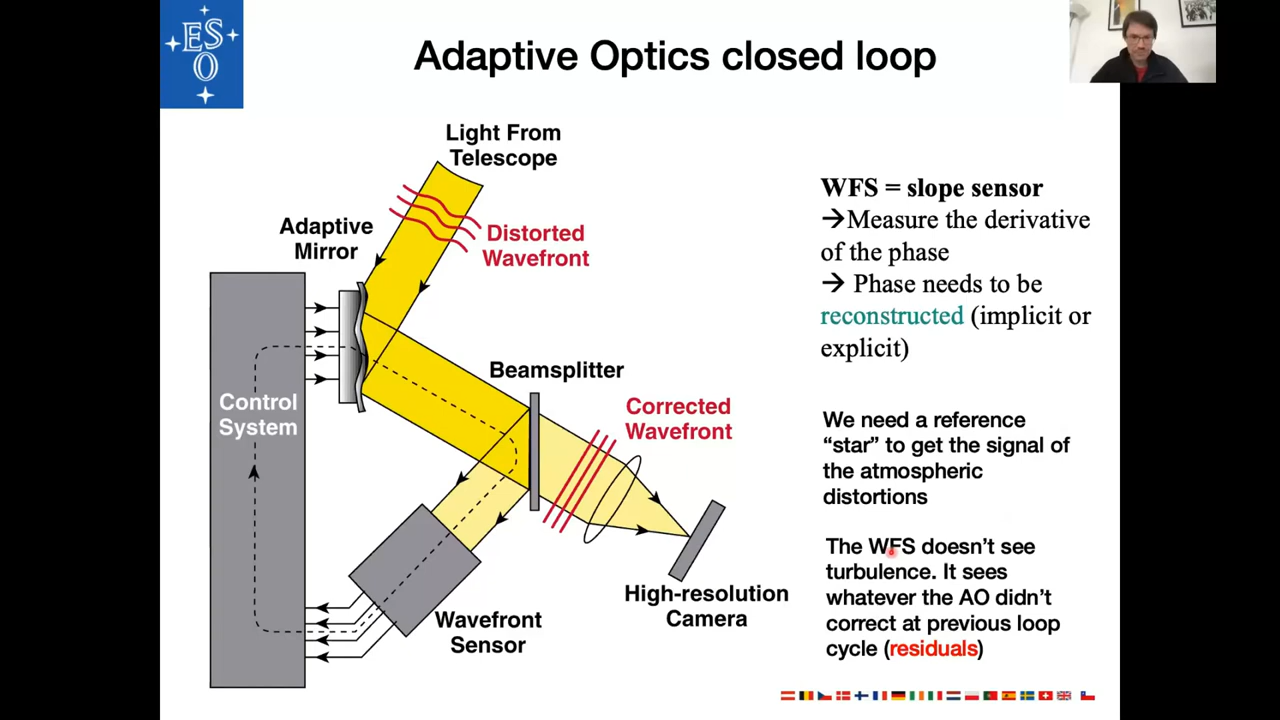 ESO
Adaptive Optics closed loop
Light From
Telescope
Adaptive
Mirror
Distorted
Wavefront
Control
System
Beamsplitter
Corrected
Wavefront
Wavefront
Sensor
High-resolution
Camera
WFS = slope sensor
→Measure the derivative
of the phase
→ Phase needs to be
reconstructed (implicit or
explicit)
We need a reference
“star” to get the signal of
the atmospheric
distortions
The WFS doesn’t see
turbulence. It sees
whatever the AO didn’t
correct at previous loop
cycle (residuals)